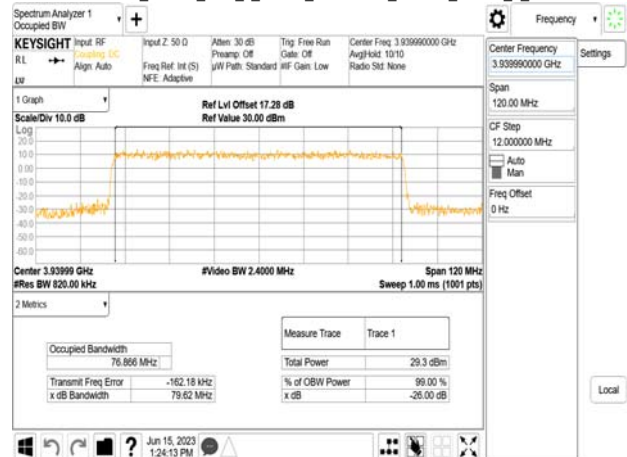 Spectrum Analyzer 1
Occupied BW
Frequency
KEYSIGHT
Input: RF
Input Z: 50 Ω
Atten: 30 dB
Trig: Free Run
Center Freq: 3.939990000 GHz
RL
Coupling: DC
Preamp: Off
Gate: Off
Avg|Hold: 10/10
Align: Auto
Freq Ref: Int (S)
µW Path: Standard
#IF Gain: Low
Radio Std: None
NFE: Adaptive
Center Frequency
3.939990000 GHz
Settings
Span
120.00 MHz
CF Step
12.000000 MHz
Auto
Man
Freq Offset
0 Hz
Local
1 Graph
Ref Lvl Offset 17.28 dB
Scale/Div 10.0 dB
Ref Value 30.00 dBm
Log
20.0
10.0
0.00
-10.0
-20.0
-30.0
-40.0
-50.0
-60.0
Center 3.93999 GHz
#Video BW 2.4000 MHz
Span 120 MHz
#Res BW 820.00 kHz
Sweep 1.00 ms (1001 pts)
2 Metrics
Measure Trace
Trace 1
Occupied Bandwidth
76.866 MHz
Total Power
29.3 dBm
Transmit Freq Error
-162.18 kHz
% of OBW Power
99.00 %
x dB Bandwidth
79.62 MHz
x dB
-26.00 dB
Jun 15, 2023
1:24:13 PM